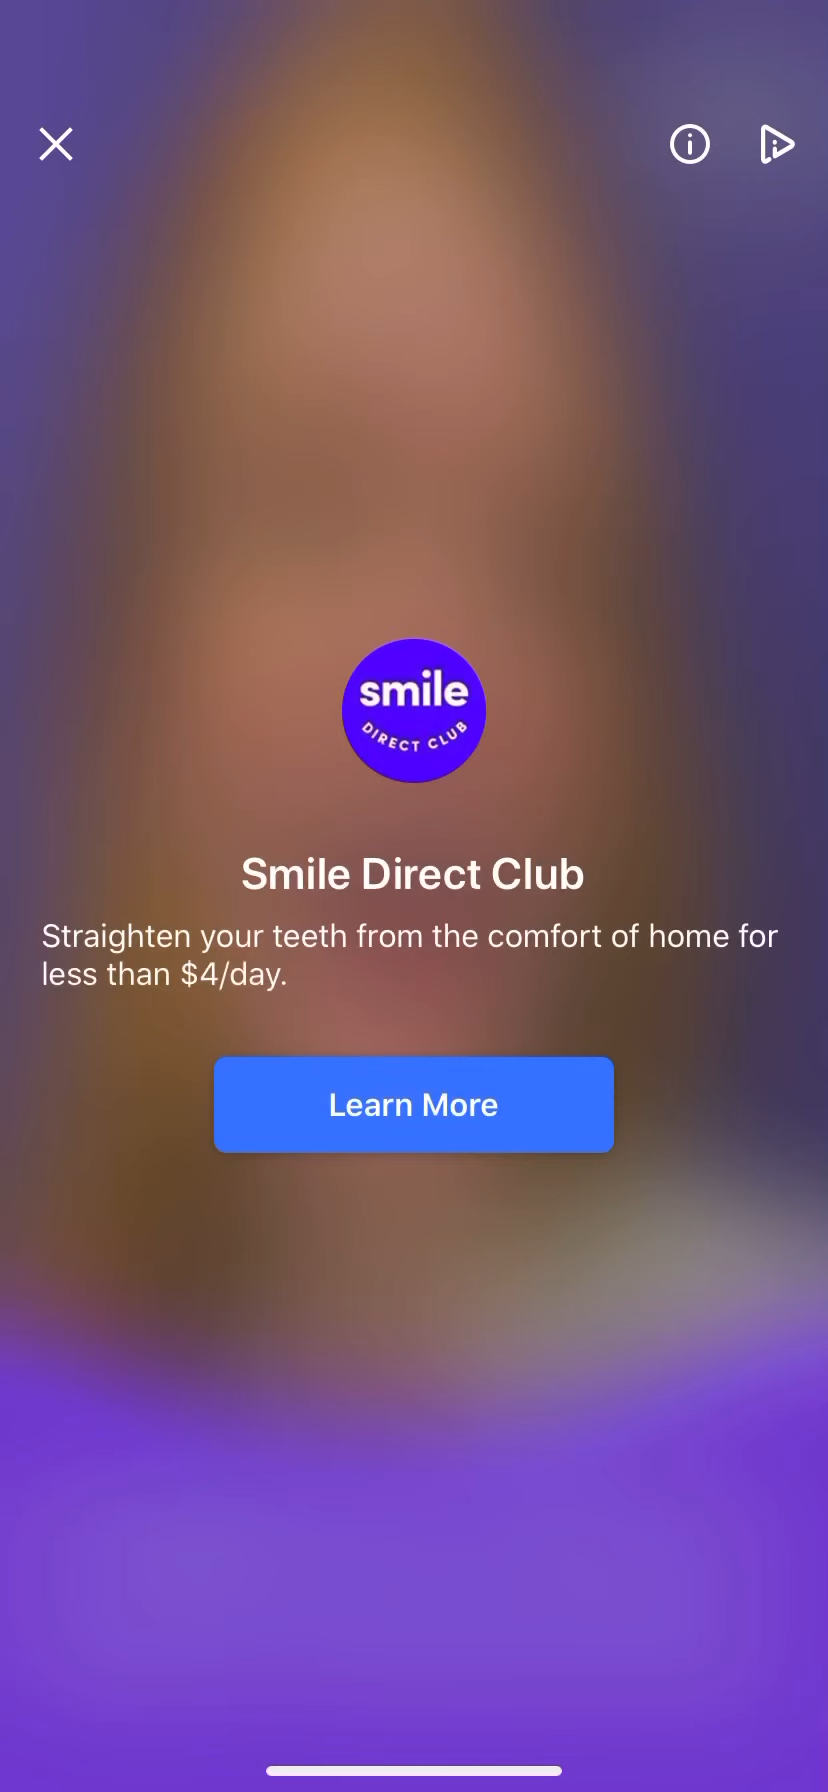 smile
DIRECT CLUB
Smile Direct Club
Straighten your teeth from the comfort of home for
less than $4/day.
Learn More